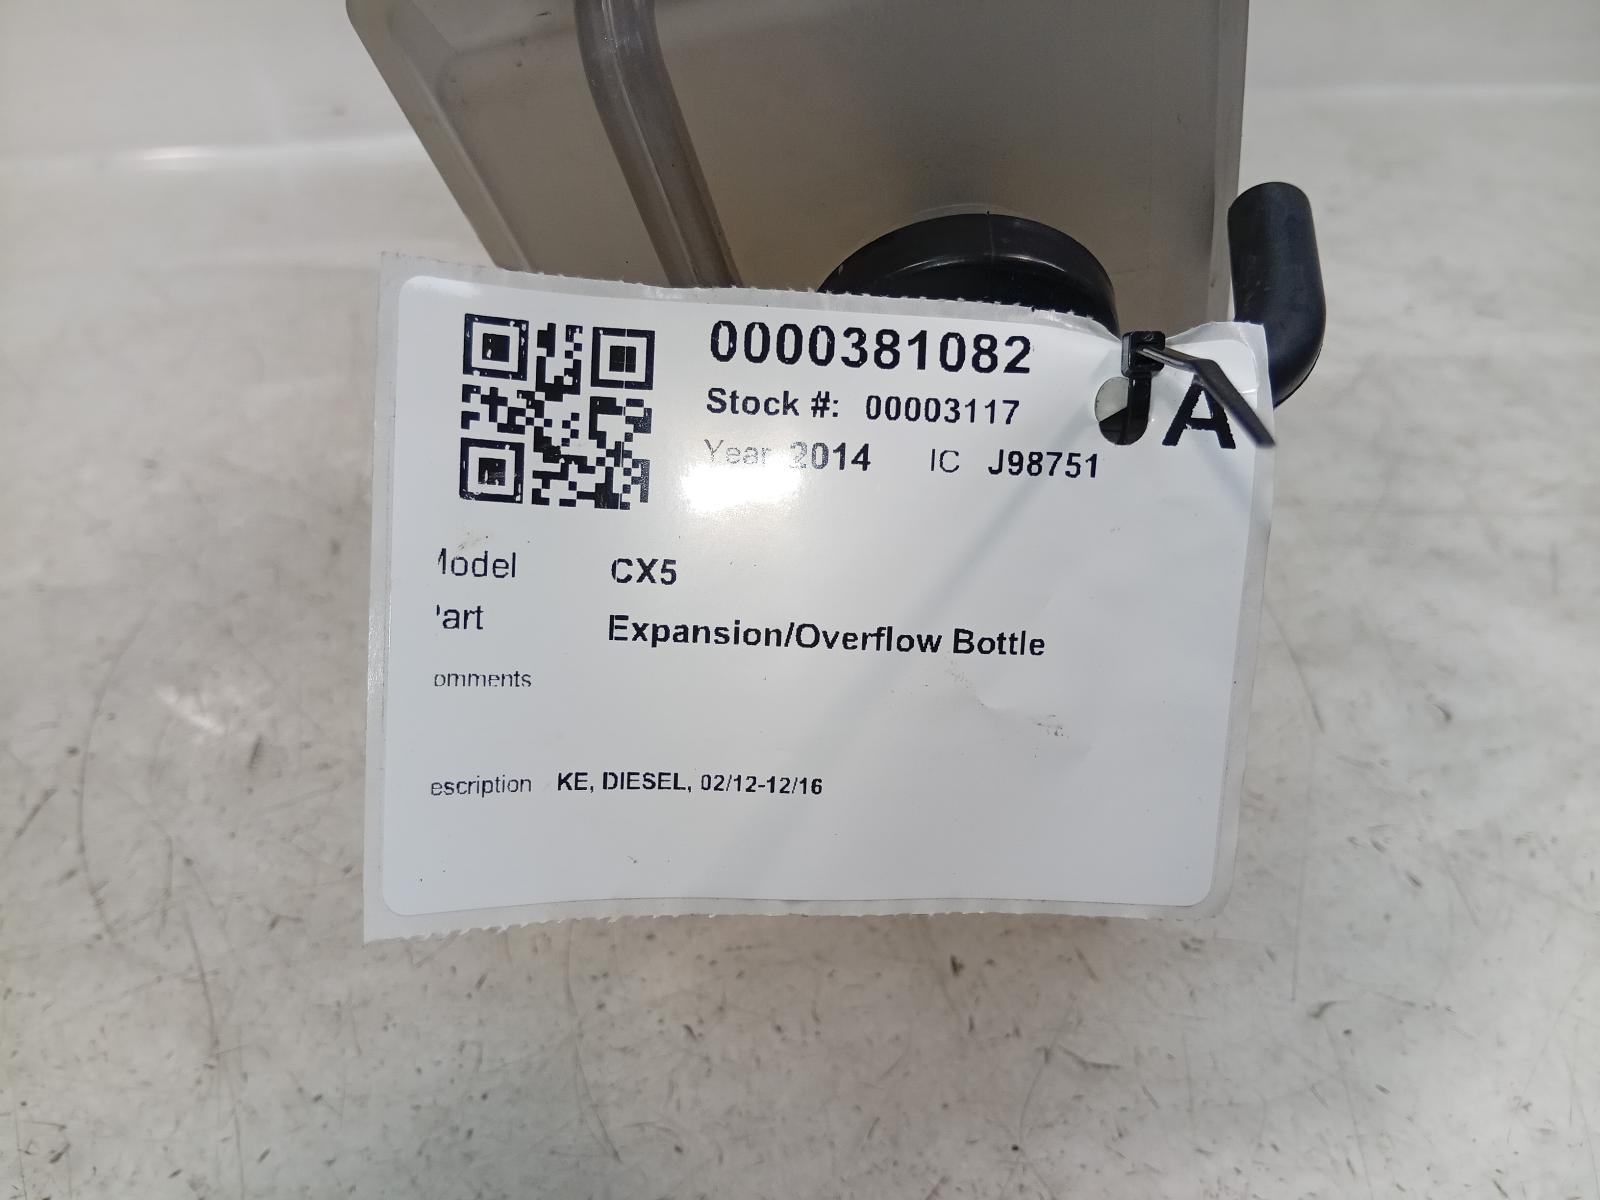 0000381082
Stock #: 00003117
A
Year 2014 IC J98751
Model CX5
Part Expansion/Overflow Bottle
omments
escription KE, DIESEL, 02/12-12/16